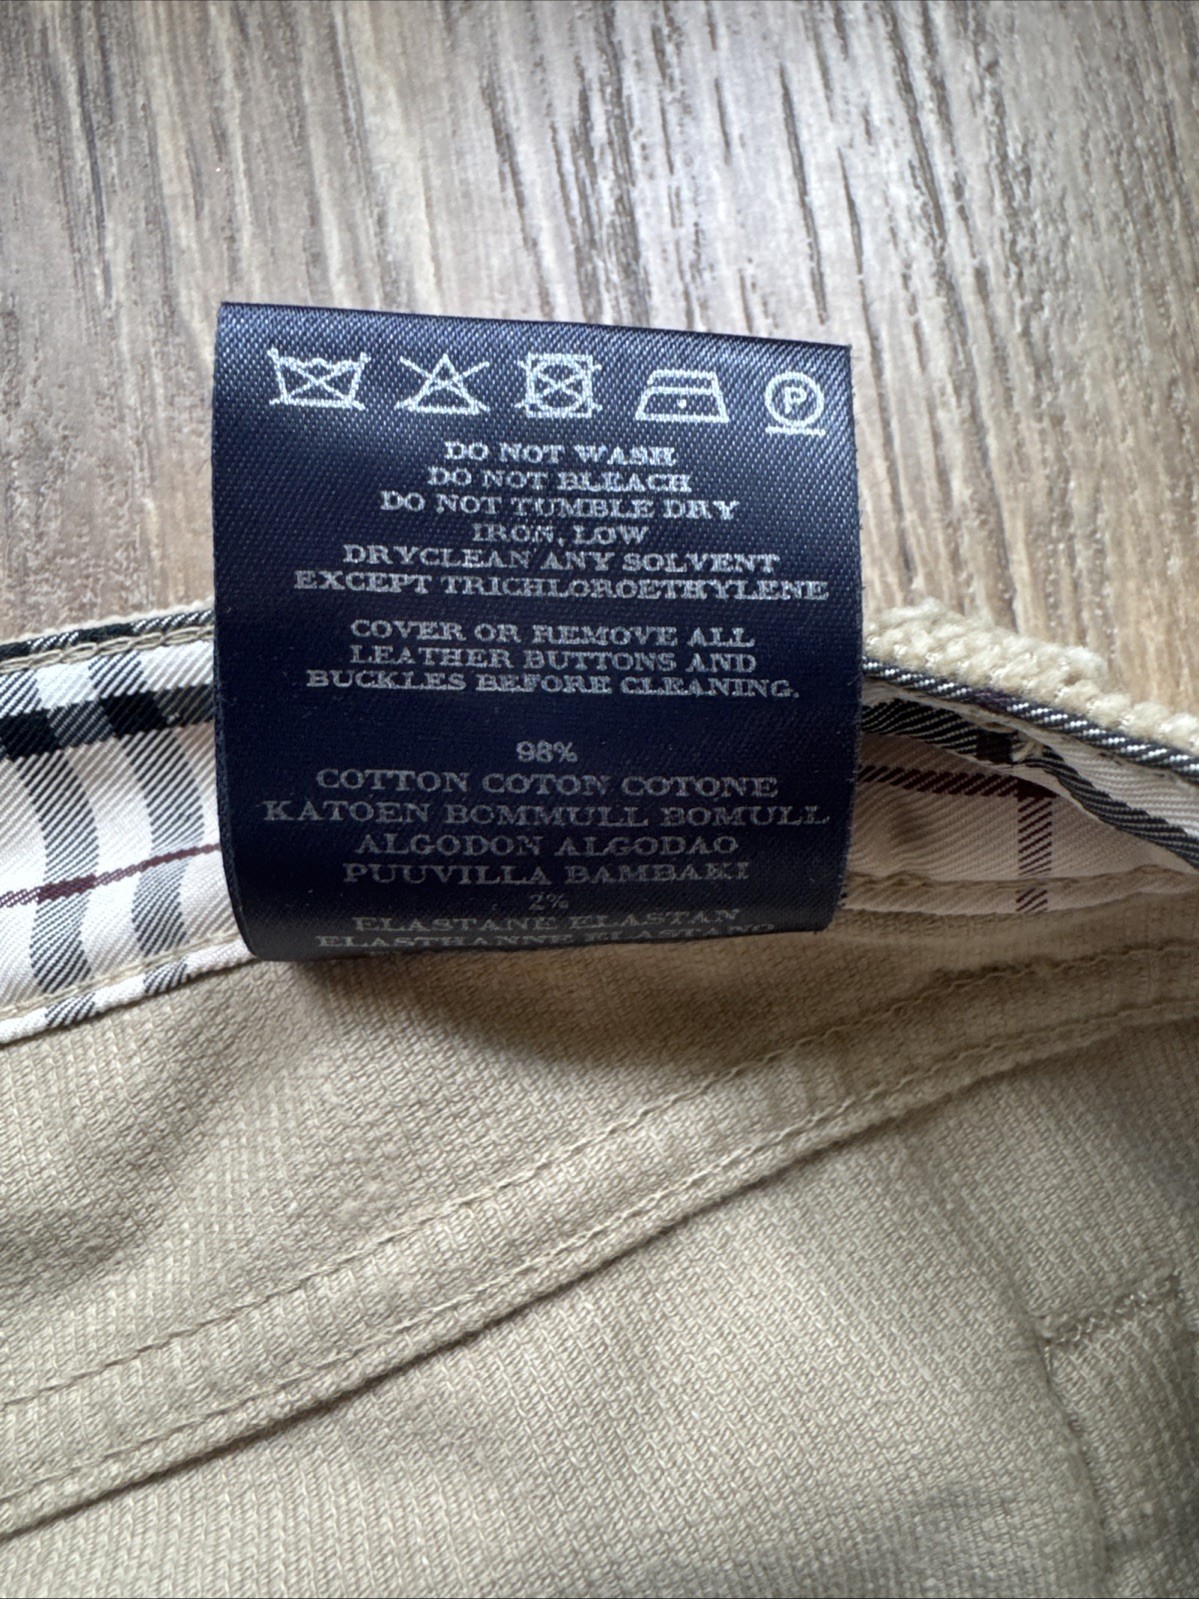 P
DO NOT WASH
DO NOT BLEACH
DO NOT TUMBLE DRY
IRON, LOW
DRYCLEAN ANY SOLVENT
EXCEPT TRICHLOROETHYLENE
COVER OR REMOVE ALL
LEATHER BUTTONS AND
BUCKLES BEFORE CLEANING.
98%
COTTON COTON COTONE
KATOEN BOMMULL BOMULL
ALGODON ALGODAO
PUUVILLA BAMBAKI
2%
ELASTANE ELASTAN
ELASTHANNE ELASTANO